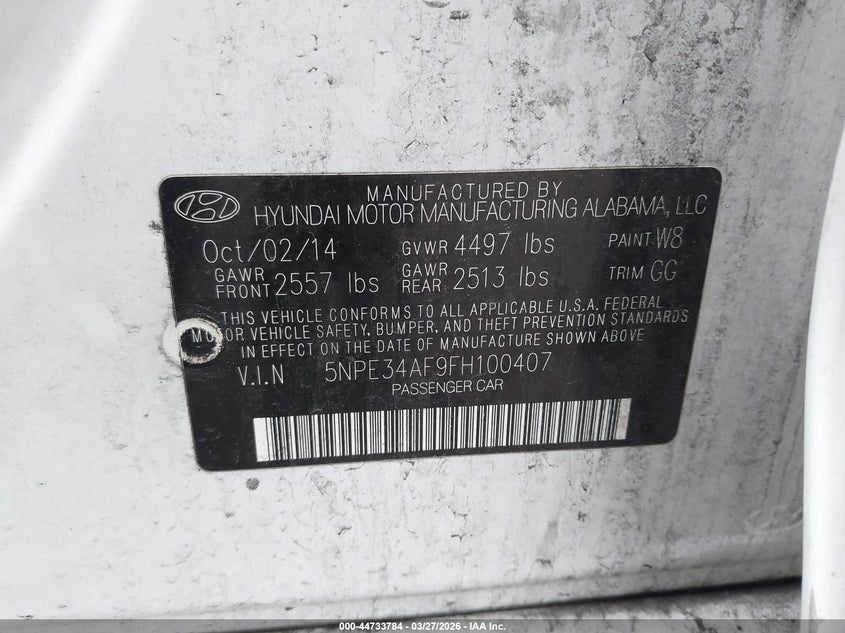 MANUFACTURED BY
HYUNDAI MOTOR MANUFACTURING ALABAMA, LLC
Oct/02/14 GVWR 4497 lbs PAINT W8
GAWR FRONT 2557 lbs GAWR REAR 2513 lbs TRIM GG
THIS VEHICLE CONFORMS TO ALL APPLICABLE U.S.A. FEDERAL
MOTOR VEHICLE SAFETY, BUMPER, AND THEFT PREVENTION STANDARDS
IN EFFECT ON THE DATE OF MANUFACTURE SHOWN ABOVE
V.I.N 5NPE34AF9FH100407
PASSENGER CAR
000-44733784 | 03/27/2026 - IAA Inc.